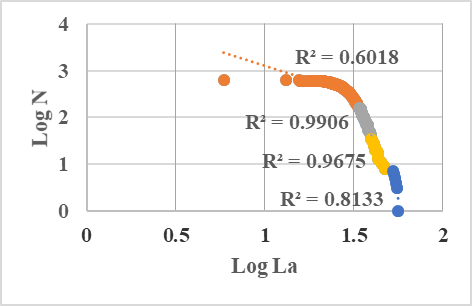 4
R² = 0.6018
3
Log N
2
R² = 0.9906
1
R² = 0.9675
R² = 0.8133
0
0 0.5 1 1.5 2
Log La